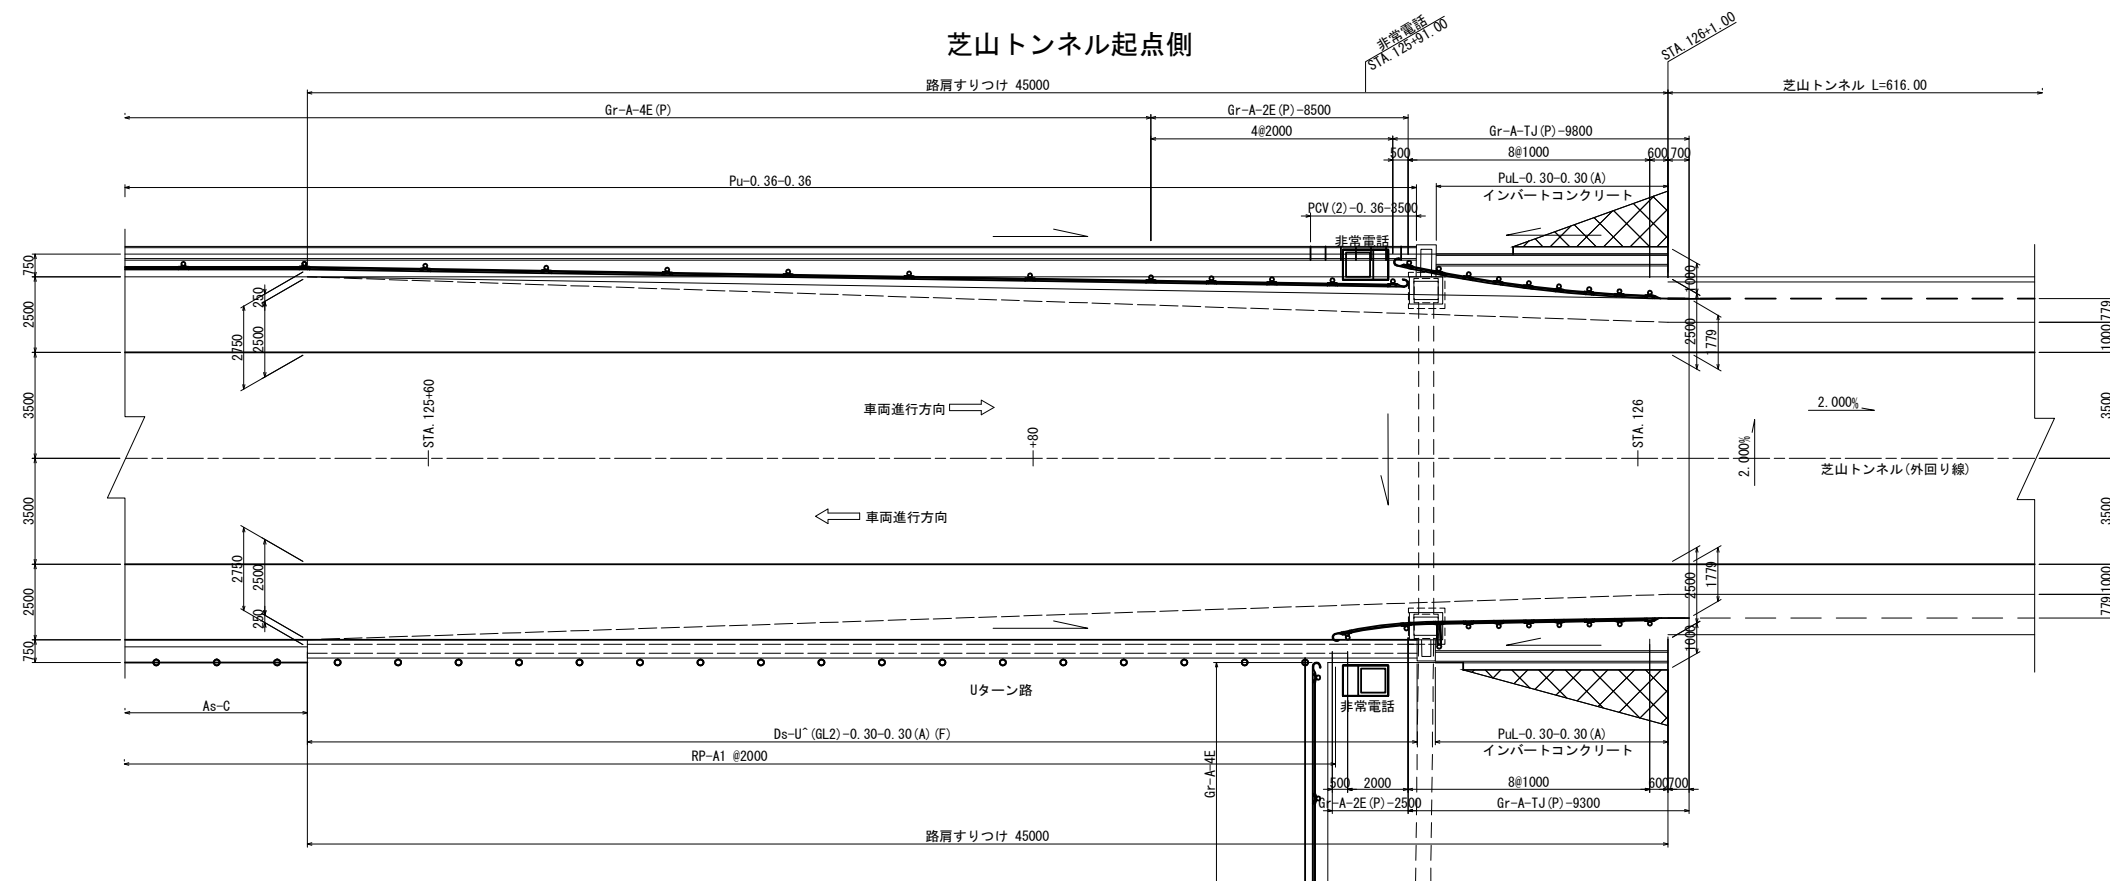 芝山トンネル起点側
非常電話
STA.125+91.00
STA.126+1.00
路肩すりつけ 45000
芝山トンネル L=616.00
Gr-A-4E(P)
Gr-A-2E(P)-8500
4@2000
Gr-A-TJ(P)-9800
500
8@1000
600
700
Pu-0.36-0.36
PuL-0.30-0.30(A)
インバートコンクリート
PCV(2)-0.36-3500
非常電話
750
2500
3500
3500
2500
750
250
2500
2750
1000
2500
1779
779
1000
3500
3500
1000
779
車両進行方向
STA.125+60
+80
STA.126
2.000%
2.000%
芝山トンネル(外回り線)
車両進行方向
2750
2500
250
2500
1779
1000
Uターン路
非常電話
As-C
Ds-U^(GL2)-0.30-0.30(A)(F)
PuL-0.30-0.30(A)
インバートコンクリート
RP-A1 @2000
Gr-A-4E
500
2000
8@1000
600
700
Gr-A-2E(P)-2500
Gr-A-TJ(P)-9300
路肩すりつけ 45000